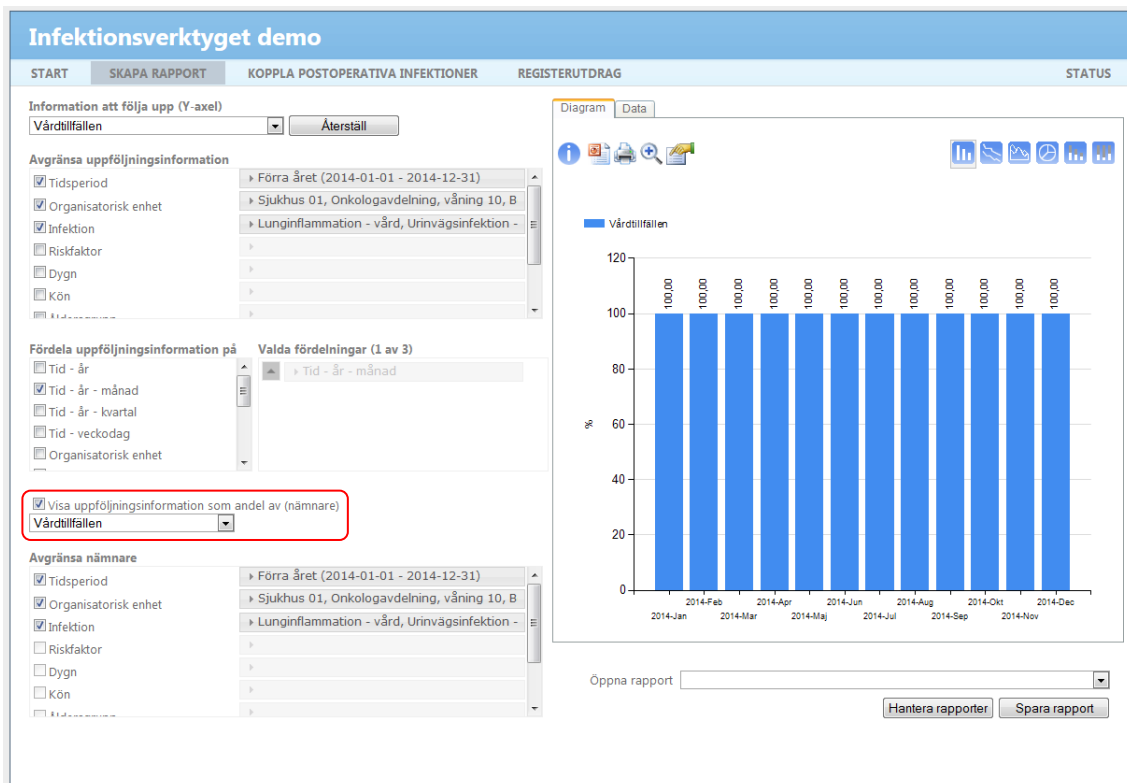 Infektionsverktyget demo
START SKAPA RAPPORT KOPPLA POSTOPERATIVA INFEKTIONER REGISTERUTDRAG STATUS
Information att följa upp (Y-axel)
Vårdtillfällen Återställ
Avgränsa uppföljningsinformation
Tidsperiod Förra året (2014-01-01 - 2014-12-31)
Organisatorisk enhet Sjukhus 01, Onkologavdelning, våning 10, B
Infektion Lunginflammation - vård, Urinvägsinfektion -
Riskfaktor
Dygn
Kön
Fördela uppföljningsinformation på Valda fördelningar (1 av 3)
Tid - år
Tid - år - månad Tid - år - månad
Tid - år - kvartal
Tid - veckodag
Organisatorisk enhet
Visa uppföljningsinformation som andel av (nämnare)
Vårdtillfällen
Avgränsa nämnare
Tidsperiod Förra året (2014-01-01 - 2014-12-31)
Organisatorisk enhet Sjukhus 01, Onkologavdelning, våning 10, B
Infektion Lunginflammation - vård, Urinvägsinfektion -
Riskfaktor
Dygn
Kön
Diagram Data
Vårdtillfällen
120
100
80
60
40
20
0
%
100,00 100,00 100,00 100,00 100,00 100,00 100,00 100,00 100,00 100,00 100,00 100,00
2014-Feb 2014-Apr 2014-Jun 2014-Aug 2014-Okt 2014-Dec
2014-Jan 2014-Mar 2014-Maj 2014-Jul 2014-Sep 2014-Nov
Öppna rapport
Hantera rapporter Spara rapport